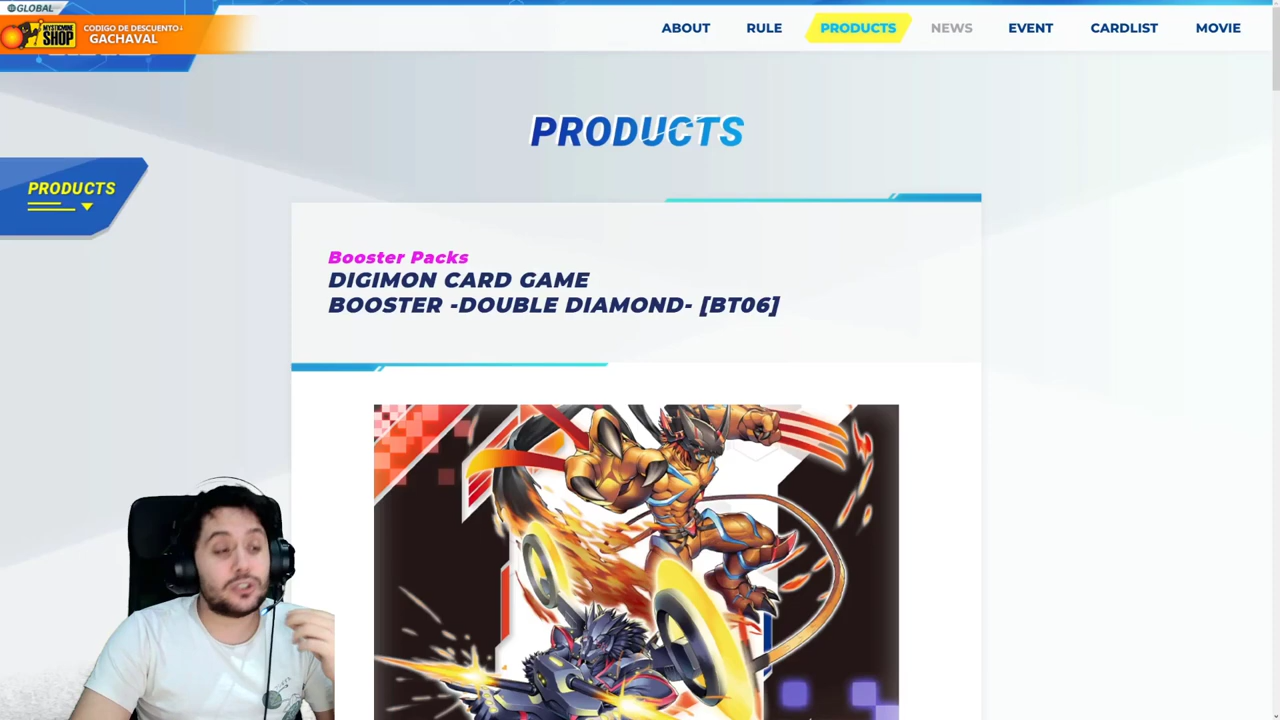 GLOBAL
MYSTICMINE
SHOP
CODIGO DE DESCUENTO:
GACHAVAL
ABOUT
RULE
PRODUCTS
NEWS
EVENT
CARDLIST
MOVIE
PRODUCTS
PRODUCTS
Booster Packs
DIGIMON CARD GAME
BOOSTER -DOUBLE DIAMOND- [BT06]